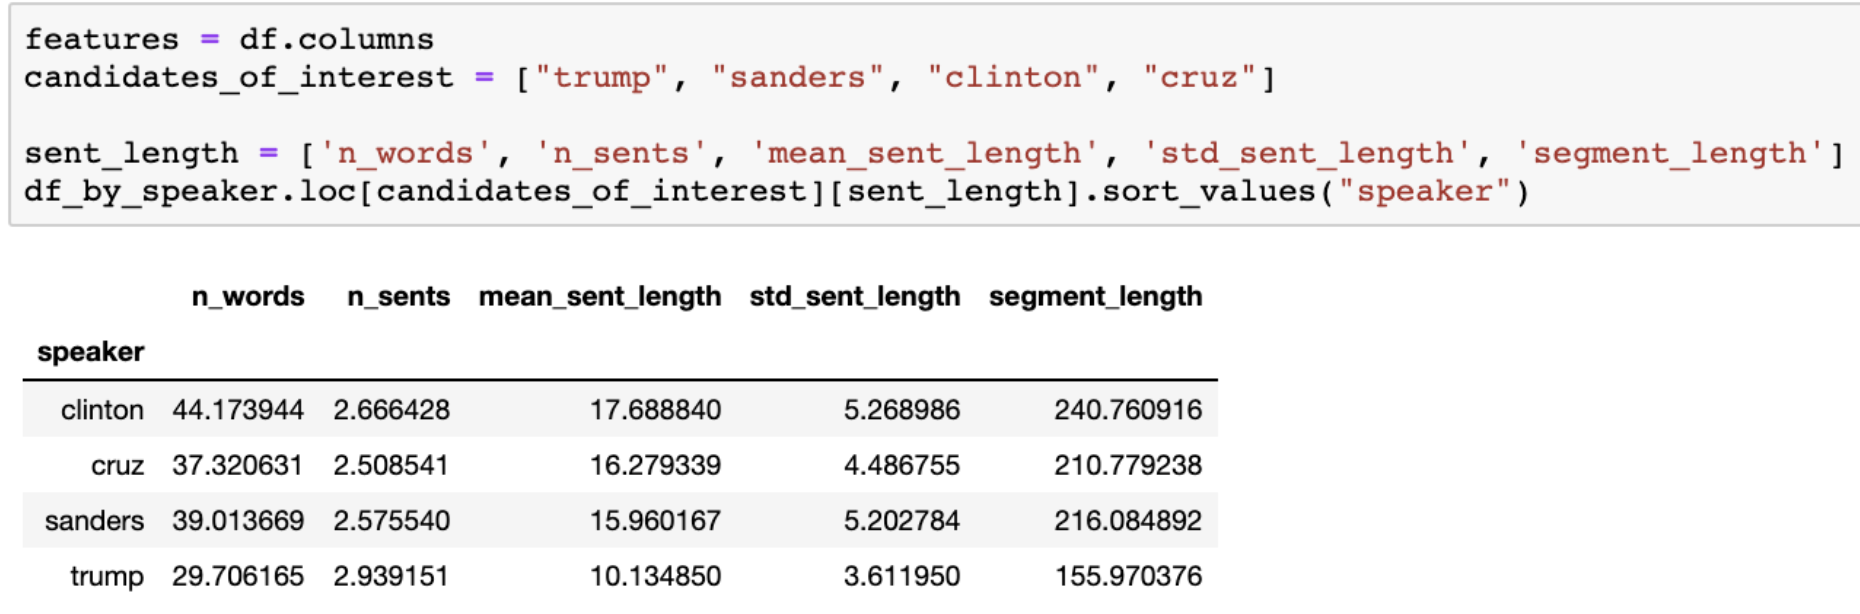 features = df.columns
candidates_of_interest = ["trump", "sanders", "clinton", "cruz"]
sent_length = ['n_words', 'n_sents', 'mean_sent_length', 'std_sent_length', 'segment_length']
df_by_speaker.loc[candidates_of_interest][sent_length].sort_values("speaker")
n_words n_sents mean_sent_length std_sent_length segment_length
speaker
clinton 44.173944 2.666428 17.688840 5.268986 240.760916
cruz 37.320631 2.508541 16.279339 4.486755 210.779238
sanders 39.013669 2.575540 15.960167 5.202784 216.084892
trump 29.706165 2.939151 10.134850 3.611950 155.970376